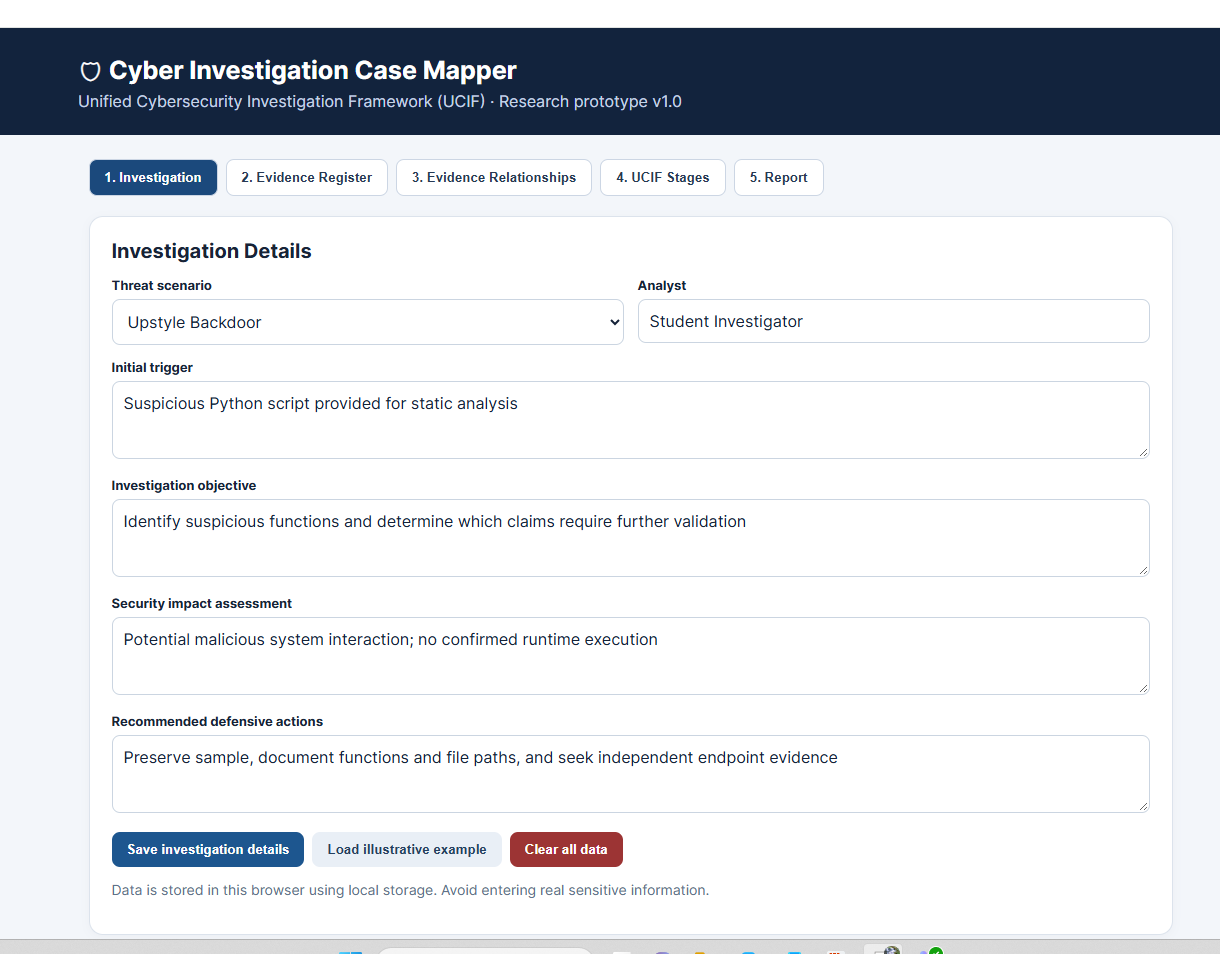 Cyber Investigation Case Mapper
Unified Cybersecurity Investigation Framework (UCIF) · Research prototype v1.0
1. Investigation
2. Evidence Register
3. Evidence Relationships
4. UCIF Stages
5. Report
Investigation Details
Threat scenario
Analyst
Upstyle Backdoor
Student Investigator
Initial trigger
Suspicious Python script provided for static analysis
Investigation objective
Identify suspicious functions and determine which claims require further validation
Security impact assessment
Potential malicious system interaction; no confirmed runtime execution
Recommended defensive actions
Preserve sample, document functions and file paths, and seek independent endpoint evidence
Save investigation details
Load illustrative example
Clear all data
Data is stored in this browser using local storage. Avoid entering real sensitive information.